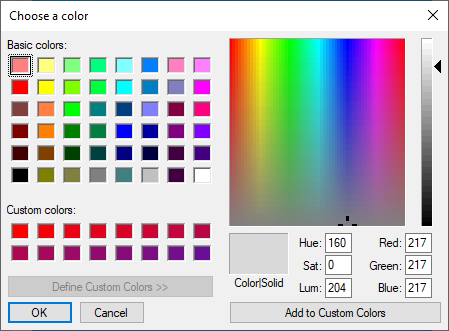 Choose a color
Basic colors:
Custom colors:
Define Custom Colors >>
OK Cancel
Color|Solid
Hue: 160 Red: 217
Sat: 0 Green: 217
Lum: 204 Blue: 217
Add to Custom Colors